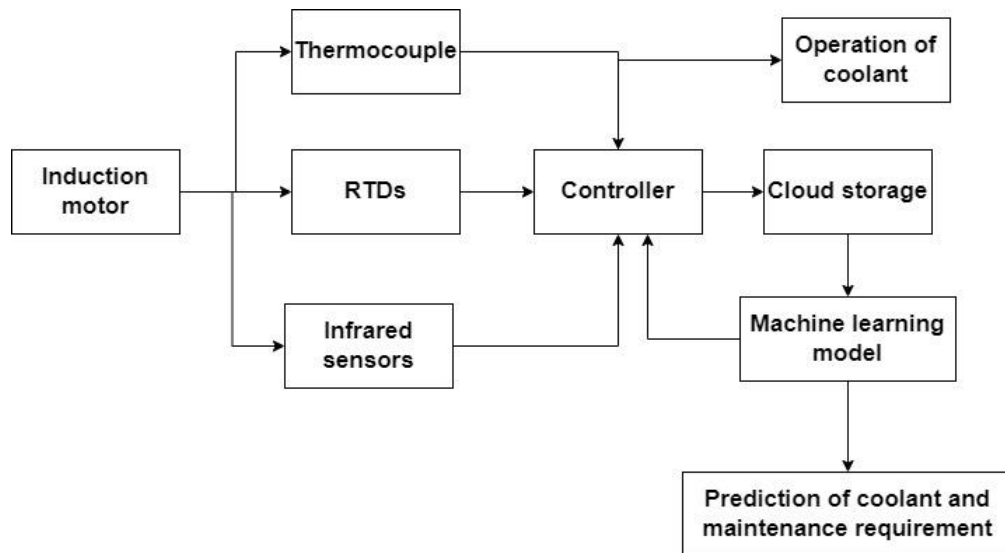 Thermocouple
Operation of
coolant
Induction
motor
RTDs
Controller
Cloud storage
Infrared
sensors
Machine learning
model
Prediction of coolant and
maintenance requirement